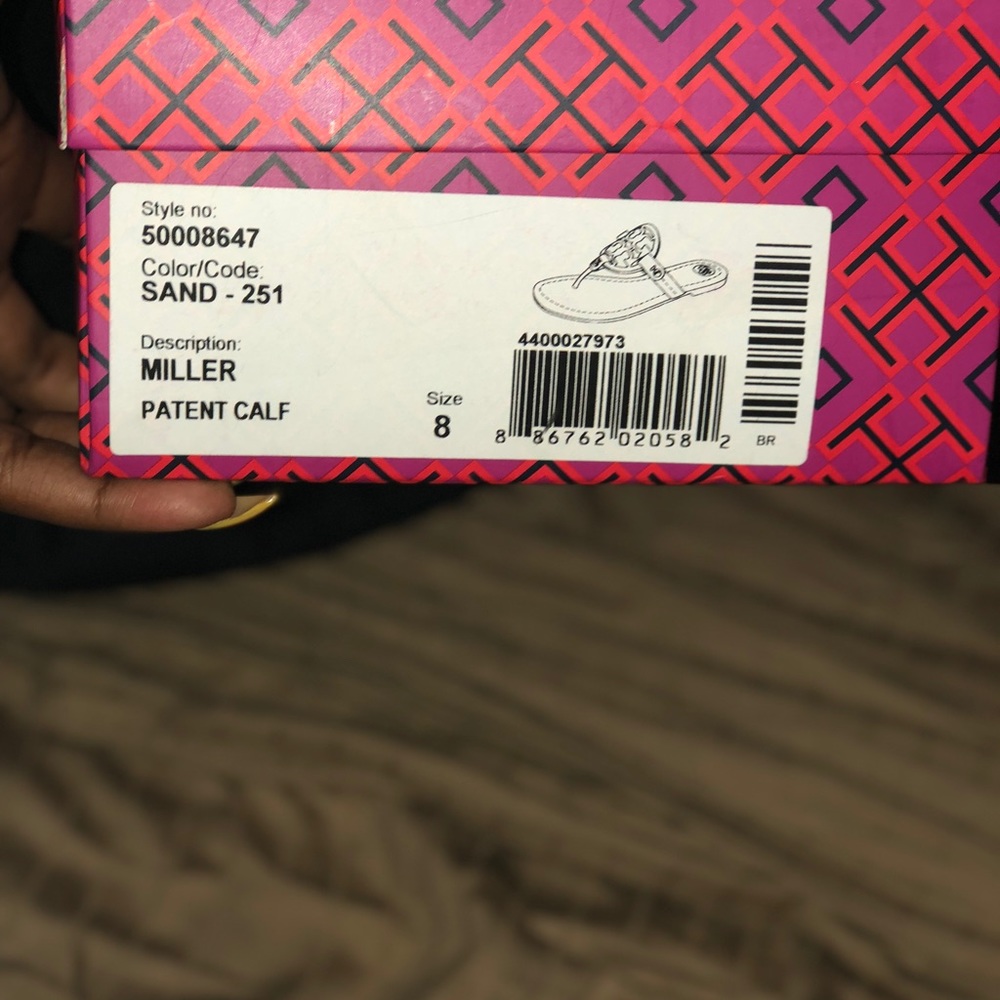 Style no:
50008647
Color/Code:
SAND - 251
Description:
MILLER
PATENT CALF
Size
8
4400027973
8 86762 02058 2
BR